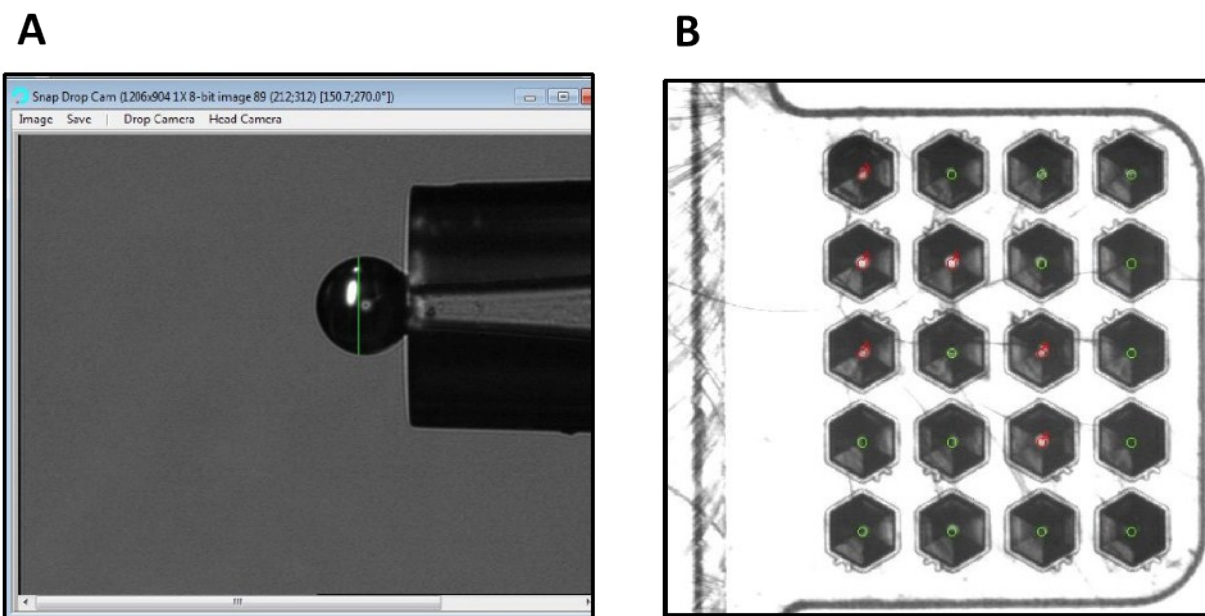 A
B
Snap Drop Cam (1206x904 1X 8-bit image 89 (212;312) [150.7;270.0°])
Image Save | Drop Camera Head Camera